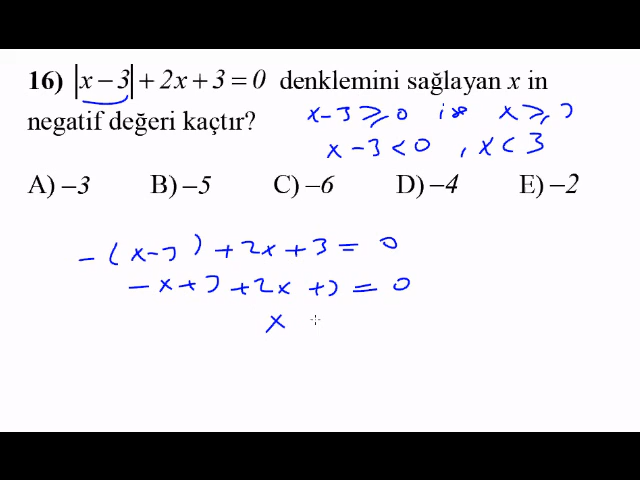 16) |x − 3| + 2x + 3 = 0 denklemini sağlayan x in
x-3 ≥ 0 ise x ≥ 3
negatif değeri kaçtır?
x - 3 < 0 , x < 3
A) −3 B) −5 C) −6 D) −4 E) −2
-(x-3) + 2x + 3 = 0
-x + 3 + 2x + 3 = 0
x